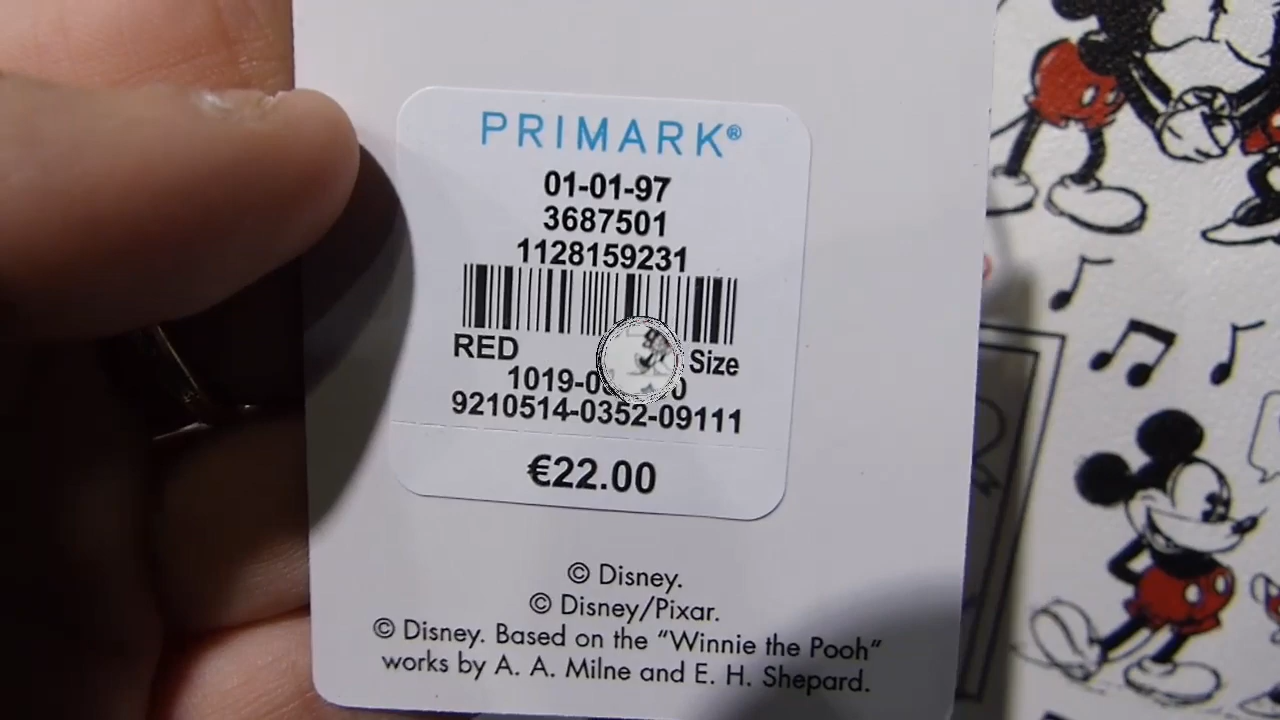 PRIMARK®
01-01-97
3687501
1128159231
RED Size
9210514-0352-09111
€22.00
© Disney.
© Disney/Pixar.
© Disney. Based on the “Winnie the Pooh”
works by A. A. Milne and E. H. Shepard.